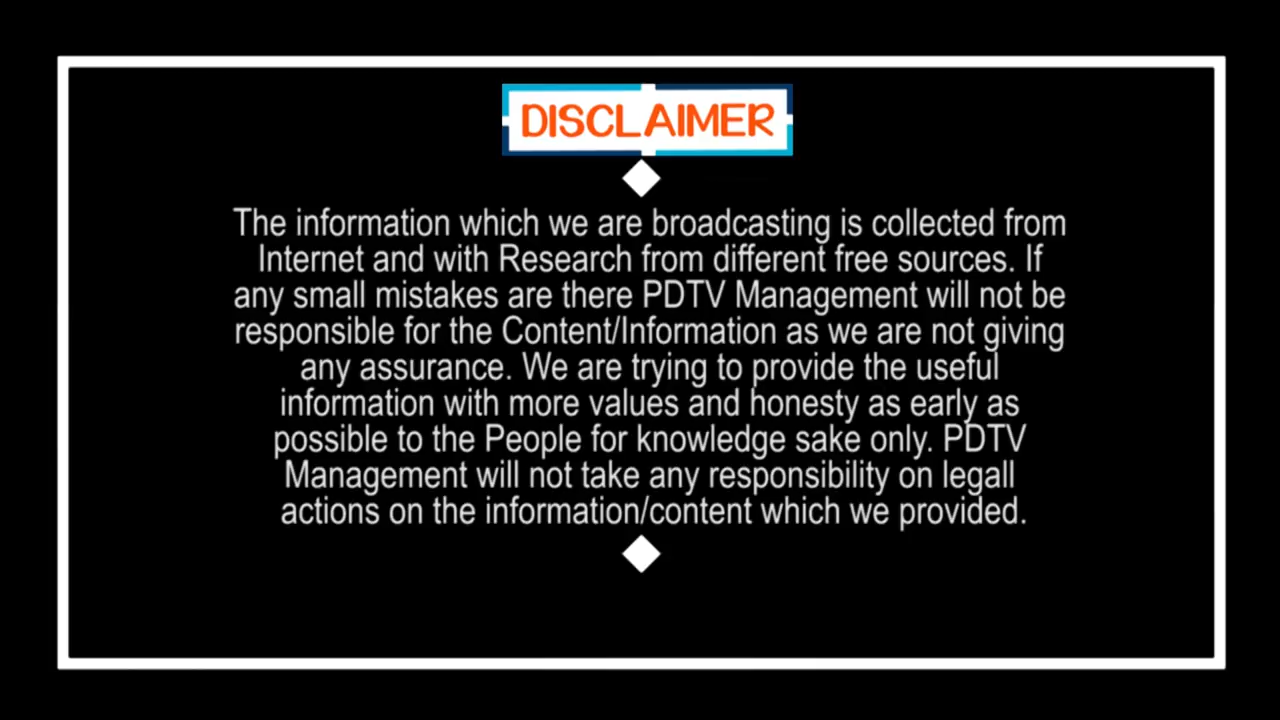 DISCLAIMER
The information which we are broadcasting is collected from
Internet and with Research from different free sources. If
any small mistakes are there PDTV Management will not be
responsible for the Content/Information as we are not giving
any assurance. We are trying to provide the useful
information with more values and honesty as early as
possible to the People for knowledge sake only. PDTV
Management will not take any responsibility on legall
actions on the information/content which we provided.